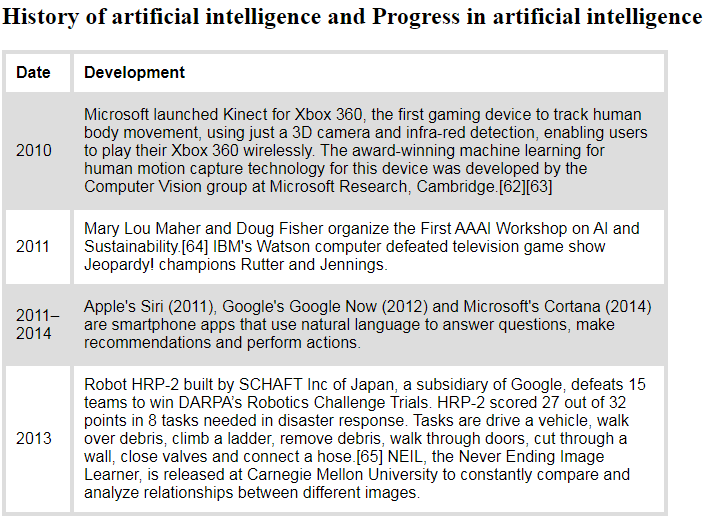 History of artificial intelligence and Progress in artificial intelligence
Date Development
2010
Microsoft launched Kinect for Xbox 360, the first gaming device to track human
body movement, using just a 3D camera and infra-red detection, enabling users
to play their Xbox 360 wirelessly. The award-winning machine learning for
human motion capture technology for this device was developed by the
Computer Vision group at Microsoft Research, Cambridge.[62][63]
2011
Mary Lou Maher and Doug Fisher organize the First AAAI Workshop on AI and
Sustainability.[64] IBM's Watson computer defeated television game show
Jeopardy! champions Rutter and Jennings.
2011–
2014
Apple's Siri (2011), Google's Google Now (2012) and Microsoft's Cortana (2014)
are smartphone apps that use natural language to answer questions, make
recommendations and perform actions.
2013
Robot HRP-2 built by SCHAFT Inc of Japan, a subsidiary of Google, defeats 15
teams to win DARPA’s Robotics Challenge Trials. HRP-2 scored 27 out of 32
points in 8 tasks needed in disaster response. Tasks are drive a vehicle, walk
over debris, climb a ladder, remove debris, walk through doors, cut through a
wall, close valves and connect a hose.[65] NEIL, the Never Ending Image
Learner, is released at Carnegie Mellon University to constantly compare and
analyze relationships between different images.